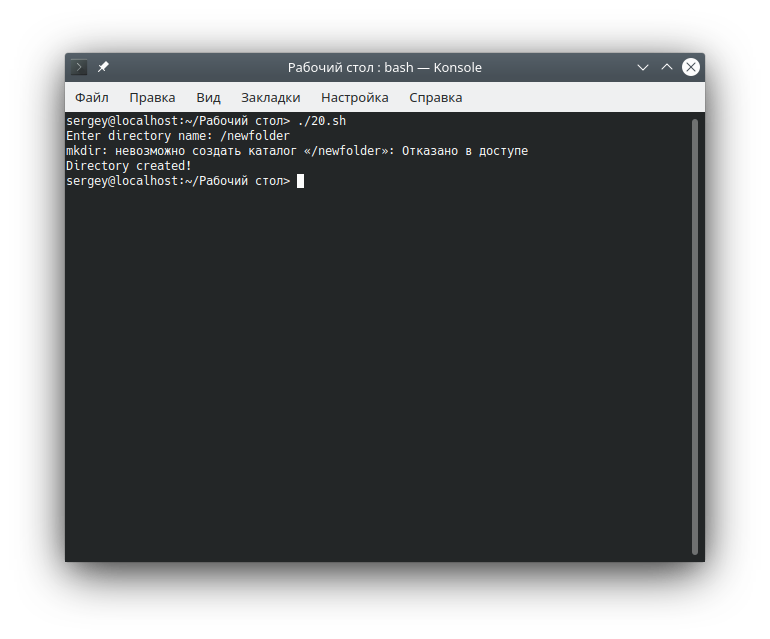 Рабочий стол : bash — Konsole
Файл Правка Вид Закладки Настройка Справка
sergey@localhost:~/Рабочий стол> ./20.sh
Enter directory name: /newfolder
mkdir: невозможно создать каталог «/newfolder»: Отказано в доступе
Directory created!
sergey@localhost:~/Рабочий стол>